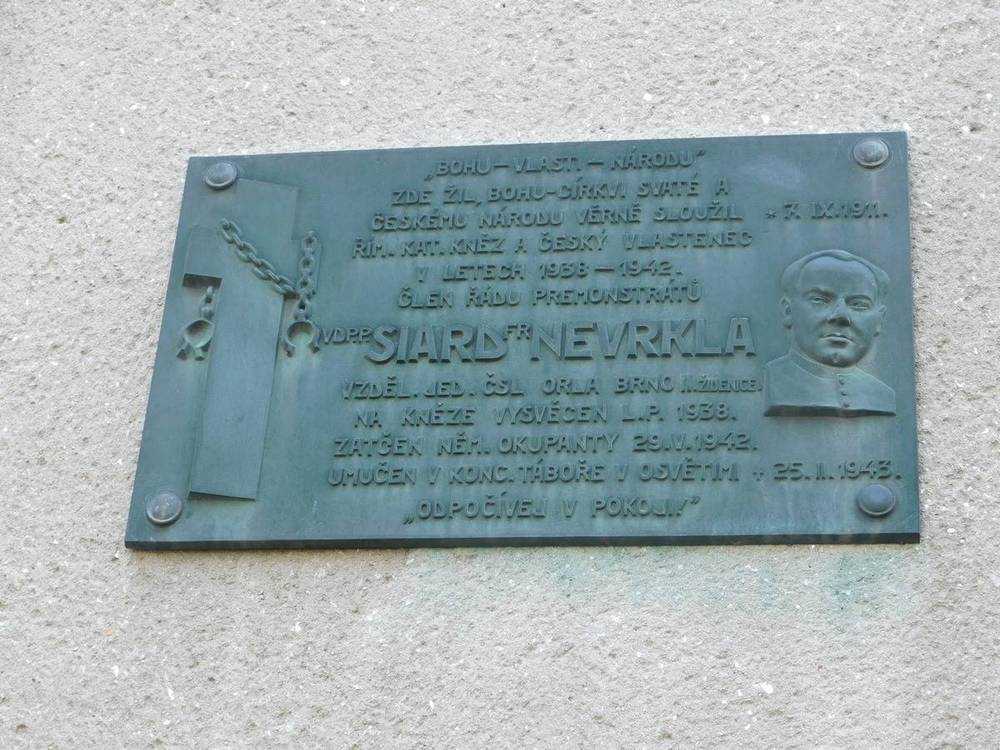 „BOHU — VLASTI — NÁRODU”
ZDE ŽIL, BOHU-CÍRKVI SVATÉ A
ČESKÉMU NÁRODU VĚRNĚ SLOUŽIL * 7. IX.1911.
ŘÍM. KAT. KNĚZ A ČESKÝ VLASTENEC
V LETECH 1938 — 1942.
ČLEN ŘÁDU PREMONSTRÁTŮ
VDP.P. SIARD FR NEVRKLA
VZDĚL. JED. ČSL ORLA BRNO ŽIDENICE.
NA KNĚZE VYSVĚCEN L.P. 1938.
ZATČEN NĚM. OKUPANTY 29.V.1942.
UMUČEN V KONC. TÁBOŘE V OSVĚTIMI + 25.II.1943.
„ODPOČÍVEJ V POKOJI!”